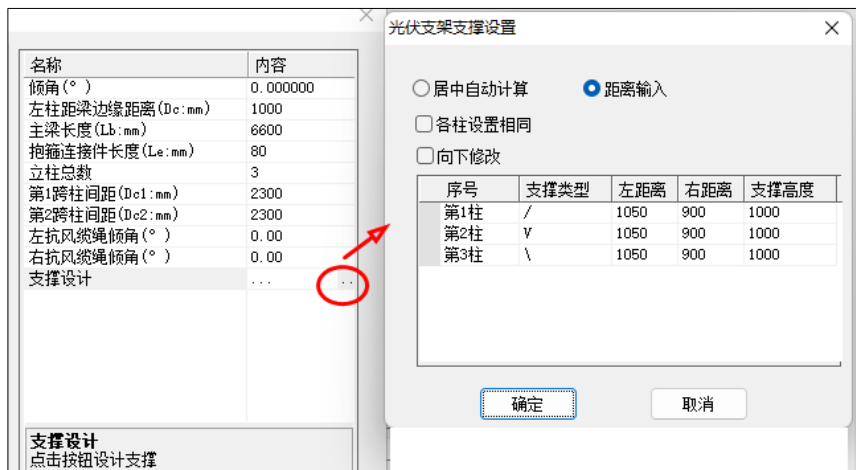 名称 内容
倾角(° ) 0.000000
左柱距梁边缘距离(Dc:mm) 1000
主梁长度(Lb:mm) 6600
抱箍连接件长度(Le:mm) 80
立柱总数 3
第1跨柱间距(Dc1:mm) 2300
第2跨柱间距(Dc2:mm) 2300
左抗风缆绳倾角(° ) 0.00
右抗风缆绳倾角(° ) 0.00
支撑设计 ... ..
支撑设计
点击按钮设计支撑
光伏支架支撑设置
居中自动计算 距离输入
各柱设置相同
向下修改
序号 支撑类型 左距离 右距离 支撑高度
第1柱 / 1050 900 1000
第2柱 V 1050 900 1000
第3柱 \ 1050 900 1000
确定 取消